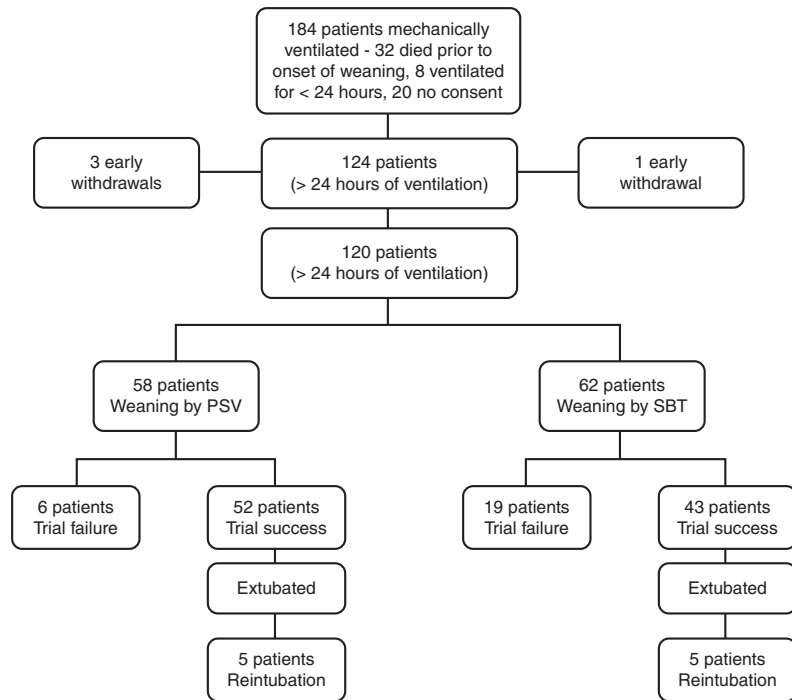 184 patients mechanically
ventilated - 32 died prior to
onset of weaning, 8 ventilated
for < 24 hours, 20 no consent
3 early
withdrawals
124 patients
(> 24 hours of ventilation)
1 early
withdrawal
120 patients
(> 24 hours of ventilation)
58 patients
Weaning by PSV
62 patients
Weaning by SBT
6 patients
Trial failure
52 patients
Trial success
19 patients
Trial failure
43 patients
Trial success
Extubated
Extubated
5 patients
Reintubation
5 patients
Reintubation